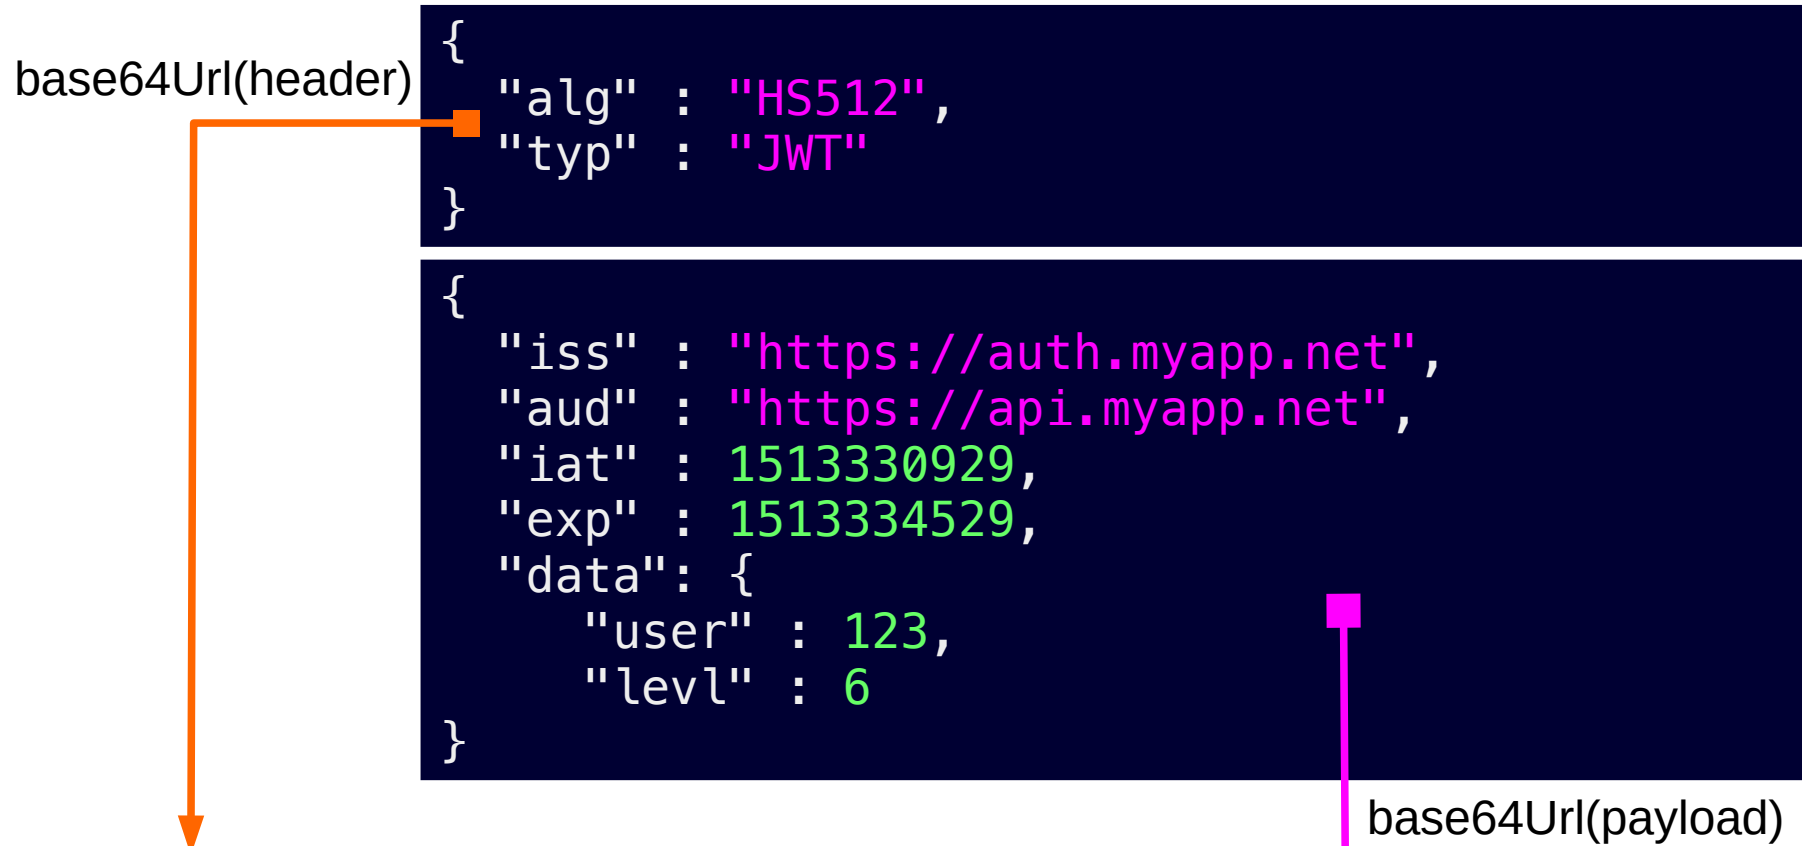 base64Url(header)
{
"alg" : "HS512",
"typ" : "JWT"
}
{
"iss" : "https://auth.myapp.net",
"aud" : "https://api.myapp.net",
"iat" : 1513330929,
"exp" : 1513334529,
"data": {
"user" : 123,
"levl" : 6
}
base64Url(payload)